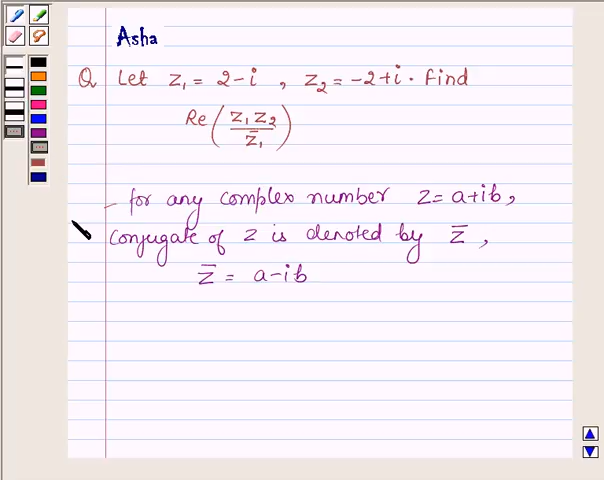 Asha
Q Let z₁ = 2-i , z₂ = -2+i. Find
Re(z₁z₂/z̄₁)
- for any complex number z = a+ib,
conjugate of z is denoted by z̄ ,
z̄ = a-ib